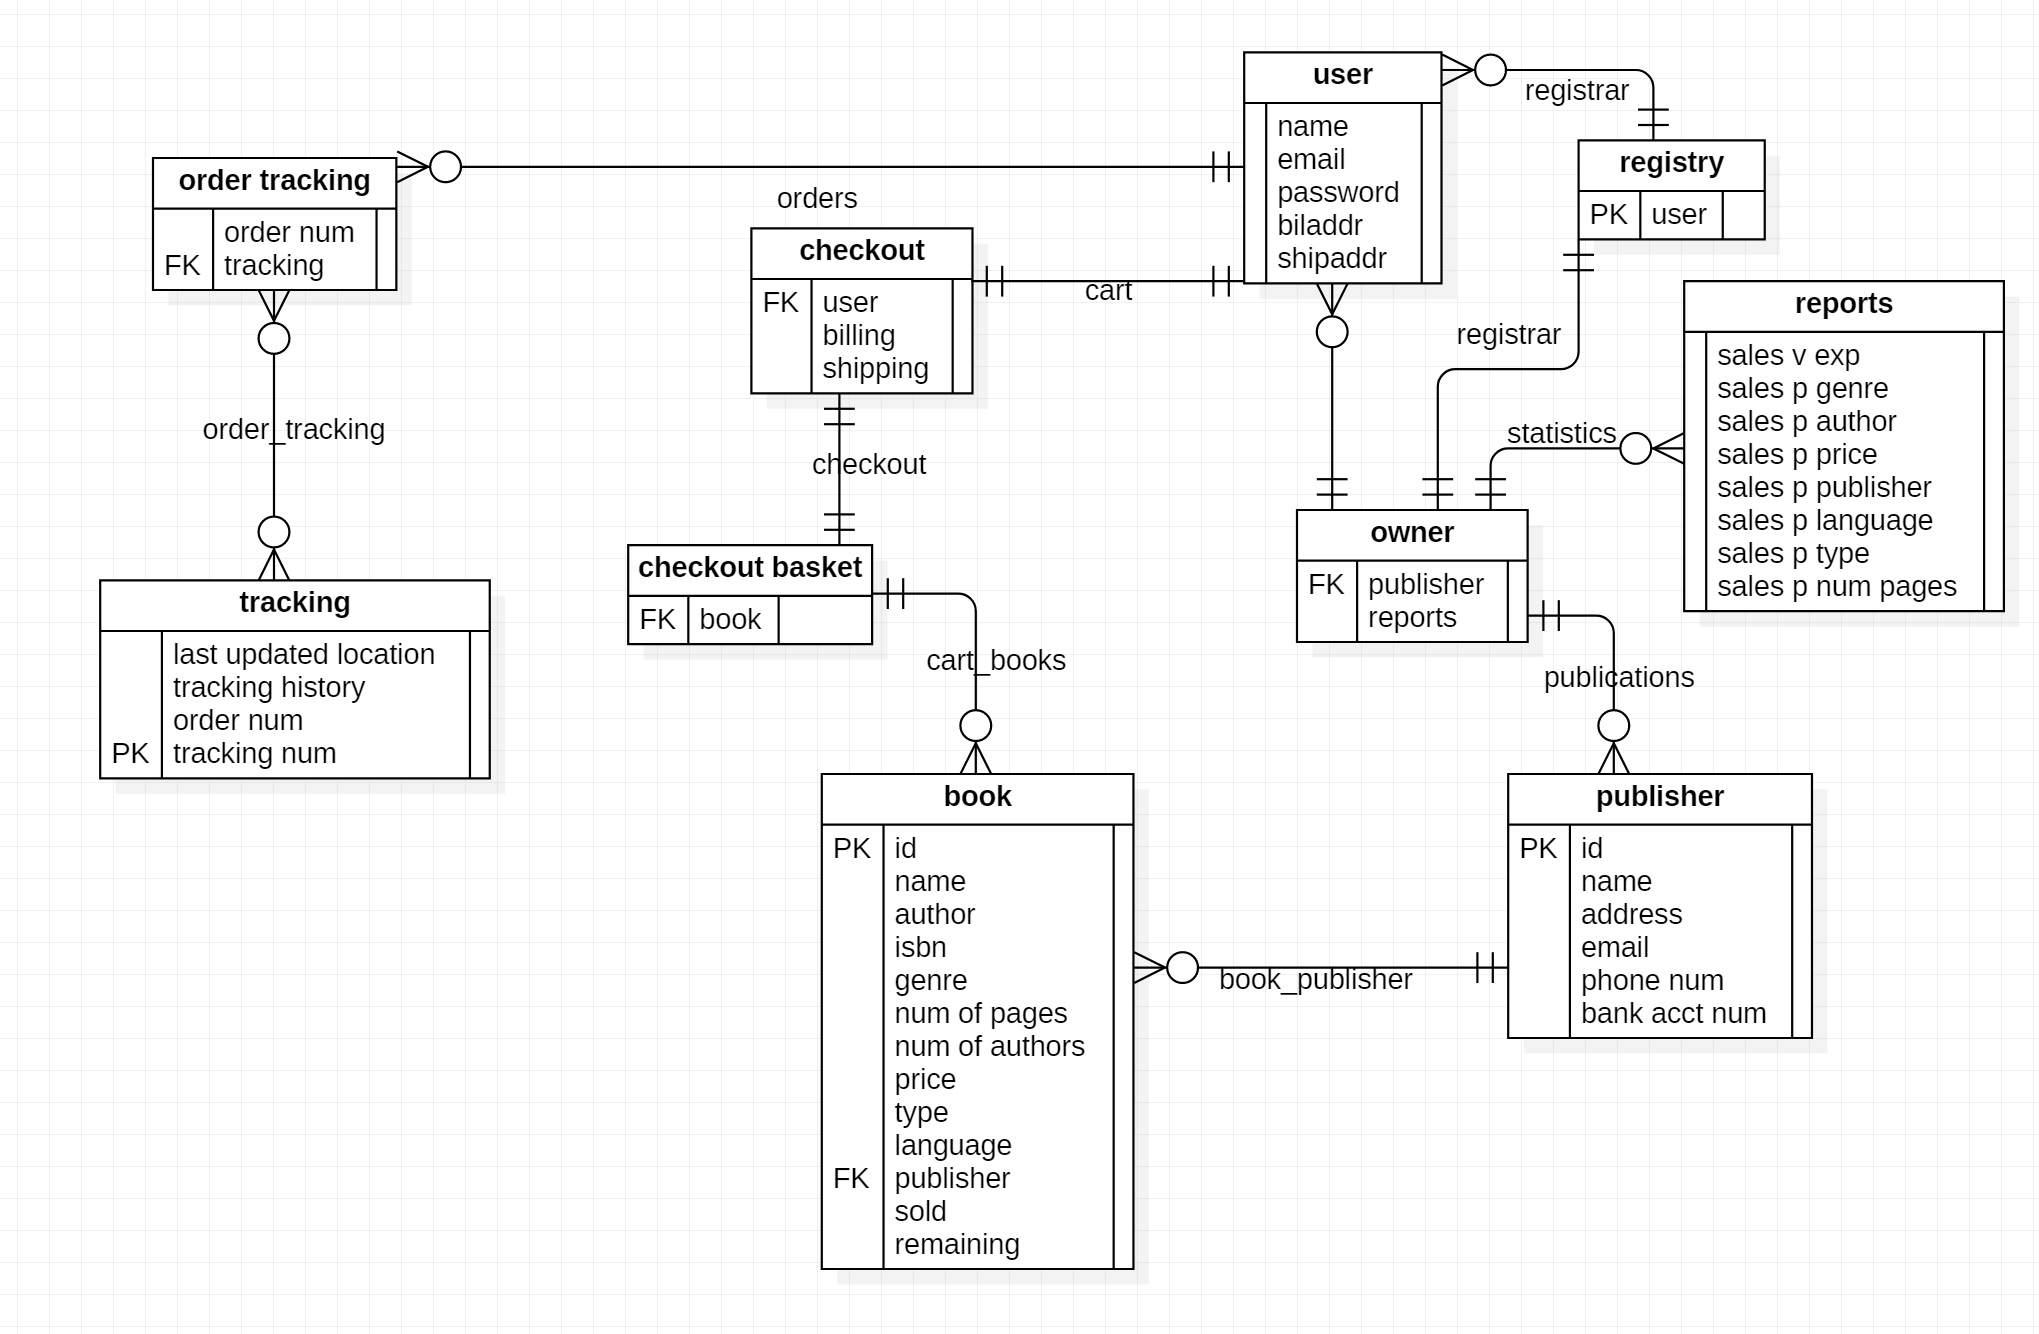 user
name
email
password
biladdr
shipaddr
registrar
registry
PK user
order tracking
order num
FK tracking
orders
checkout
FK user
billing
shipping
cart
registrar
reports
sales v exp
sales p genre
sales p author
sales p price
sales p publisher
sales p language
sales p type
sales p num pages
statistics
order_tracking
checkout
owner
FK publisher
reports
checkout basket
FK book
tracking
last updated location
tracking history
order num
PK tracking num
cart_books
publications
book
PK id
name
author
isbn
genre
num of pages
num of authors
price
type
language
FK publisher
sold
remaining
publisher
PK id
name
address
email
phone num
bank acct num
book_publisher